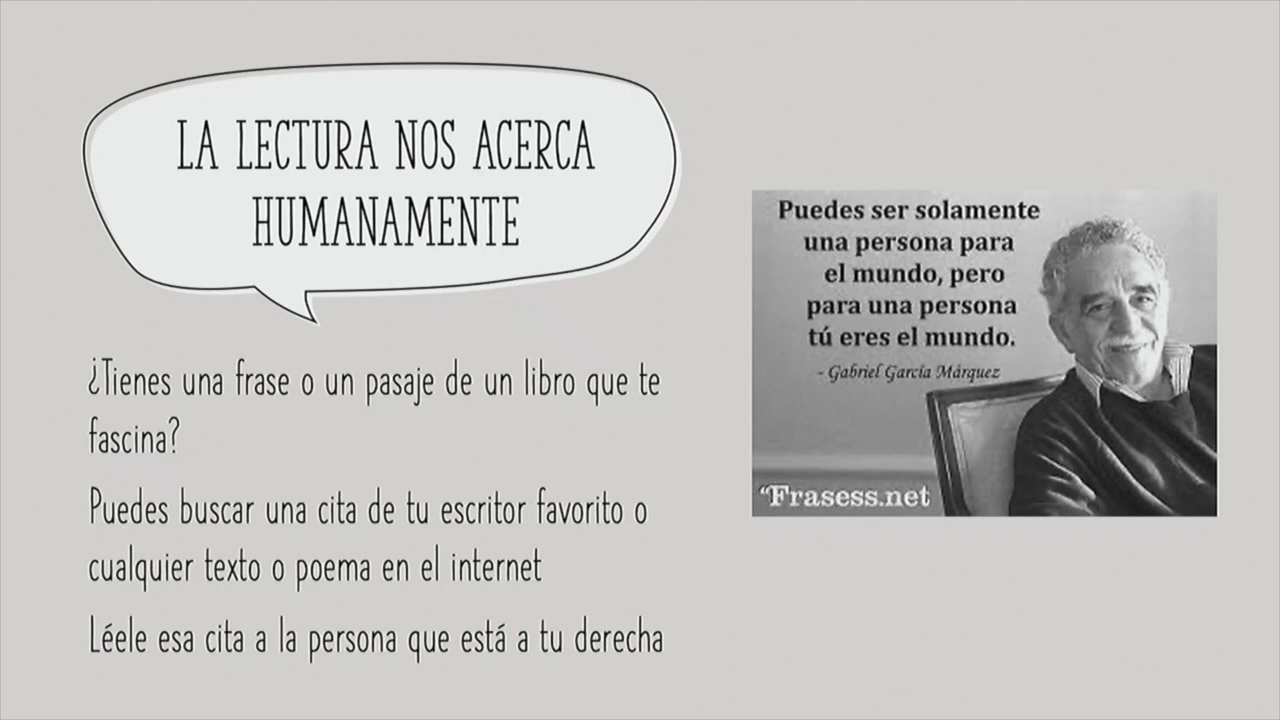 LA LECTURA NOS ACERCA
HUMANAMENTE
¿Tienes una frase o un pasaje de un libro que te
fascina?
Puedes buscar una cita de tu escritor favorito o
cualquier texto o poema en el internet
Léele esa cita a la persona que está a tu derecha
Puedes ser solamente
una persona para
el mundo, pero
para una persona
tú eres el mundo.
- Gabriel García Márquez
“Frasess.net